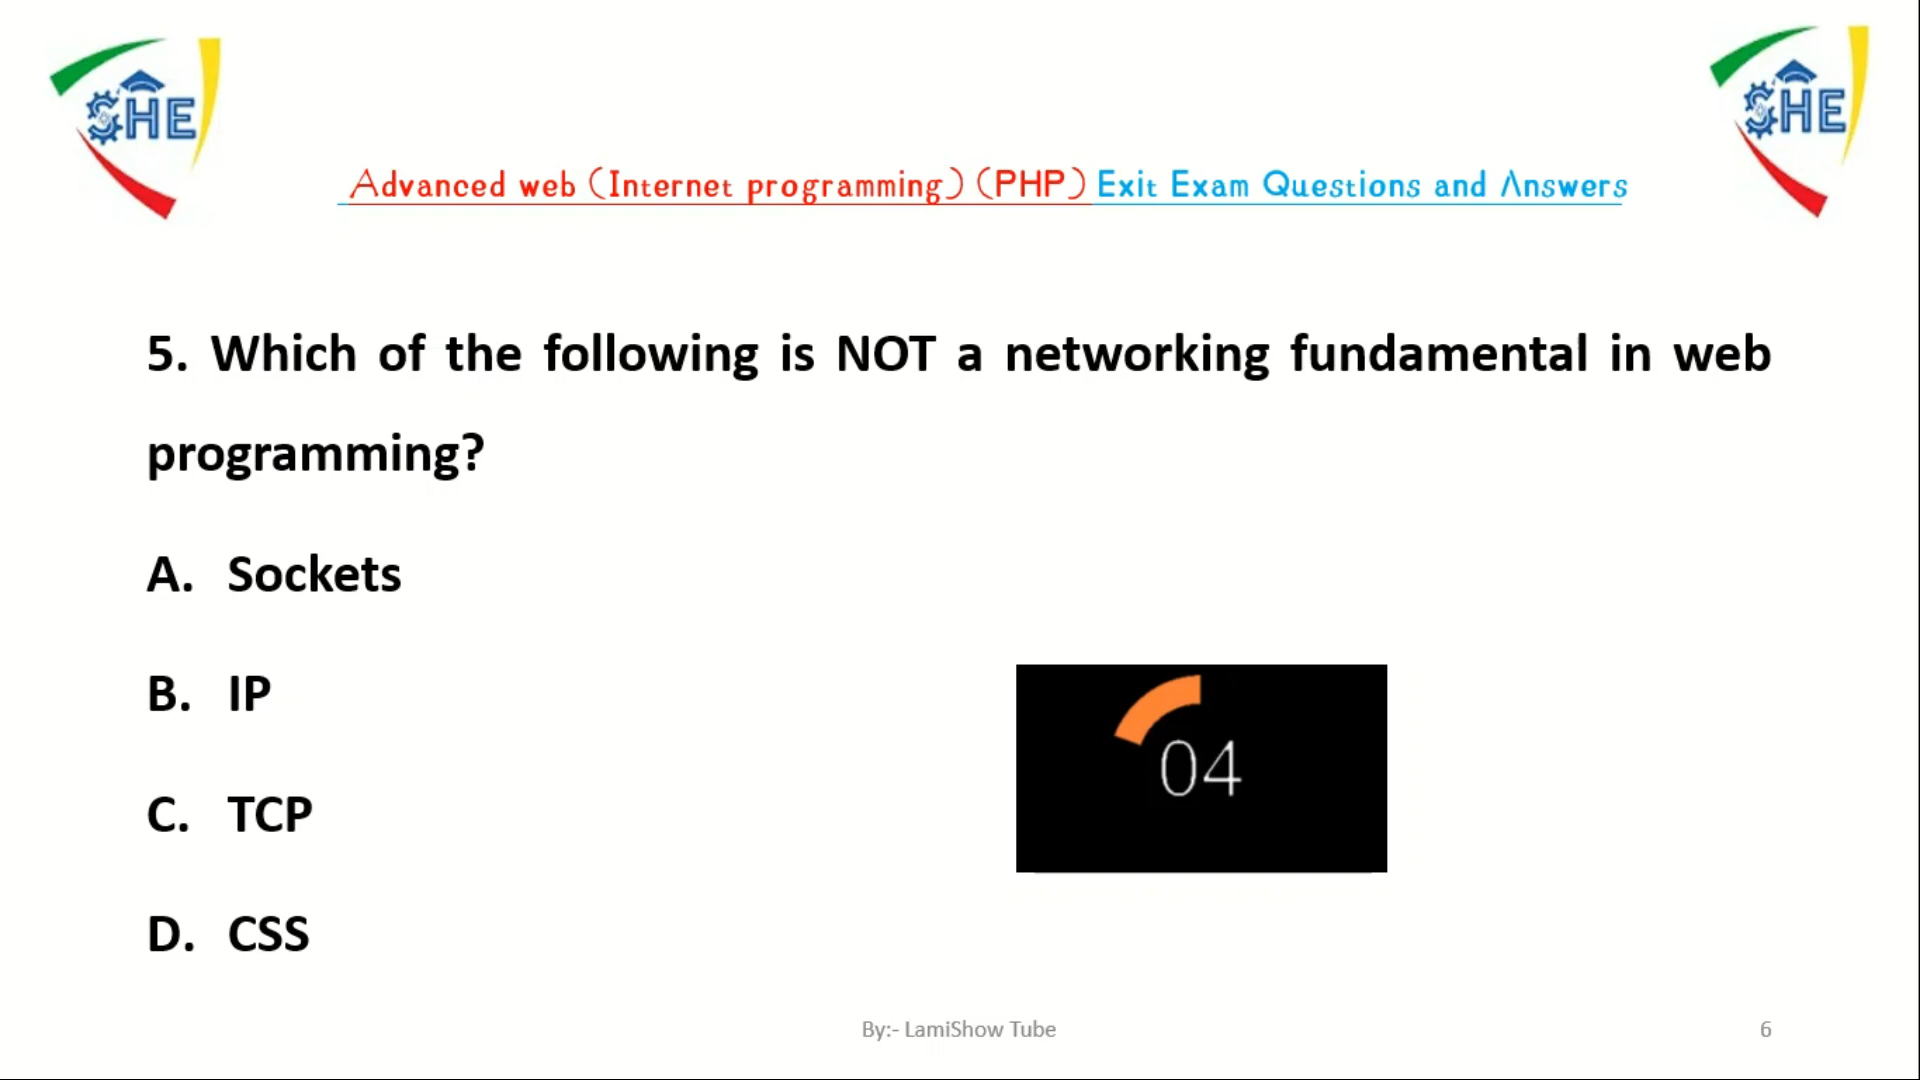 SHE
SHE
Advanced web (Internet programming) (PHP) Exit Exam Questions and Answers
5. Which of the following is NOT a networking fundamental in web
programming?
A. Sockets
B. IP
04
C. TCP
D. CSS
By:- LamiShow Tube
6